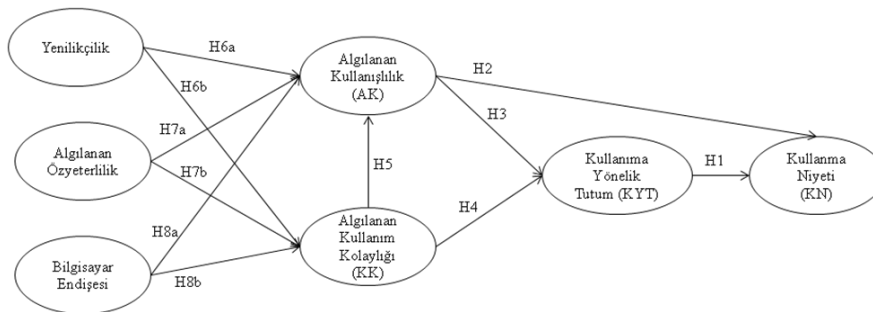 Yenilikçilik
H6a
H6b
Algılanan
Kullanışlılık
(AK)
H2
H3
H7a
Algılanan
Özyeterlilik
H7b
H5
Kullanıma
Yönelik
Tutum (KYT)
H1
Kullanma
Niyeti
(KN)
H4
H8a
Algılanan
Kullanım
Kolaylığı
(KK)
Bilgisayar
Endişesi
H8b